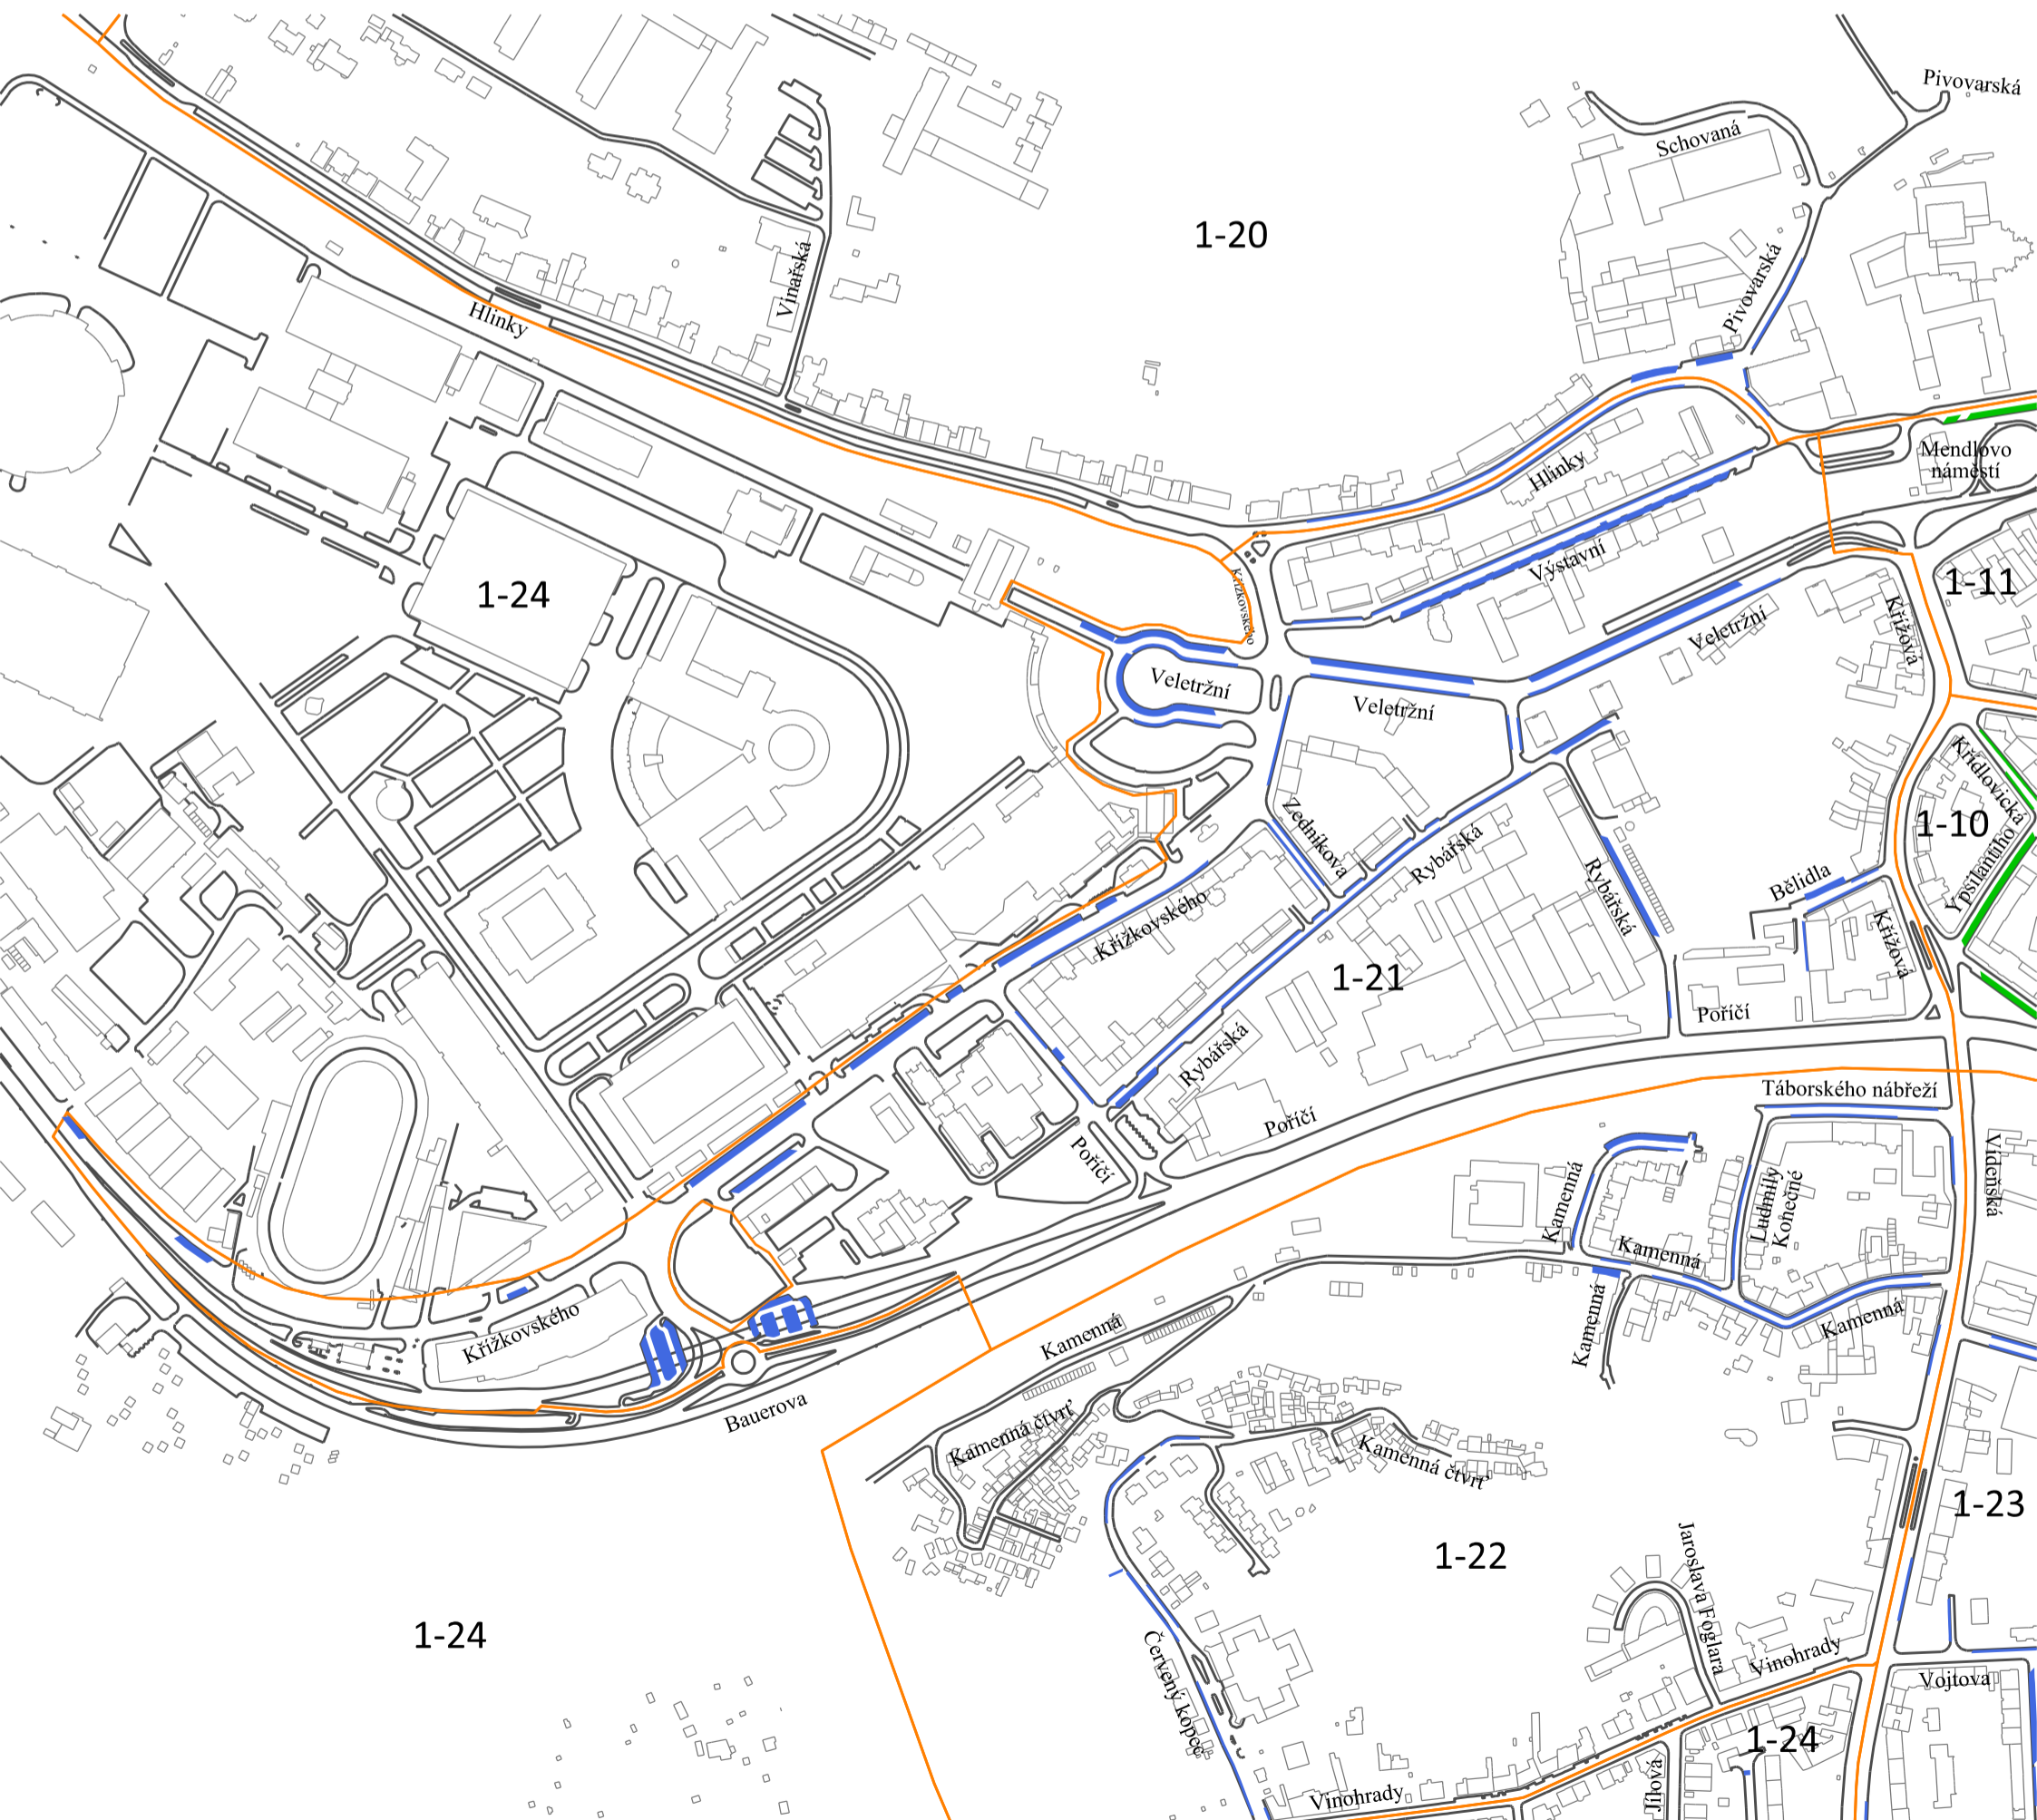 Pivovarská
Schovaná
1-20
Vinařská
Pivovarská
Hlinky
Mendlovo
náměstí
Hlinky
Výstavní
1-24
Křížkovského
1-11
Křížová
Veletržní
Veletržní
Veletržní
Křídlovická
1-10
Zedníkova
Rybářská
Ypsilantiho
Bělidla
Rybářská
Křížkovského
Křížová
1-21
Poříčí
Rybářská
Táborského nábřeží
Poříčí
Poříčí
Vídeňská
Kamenná
Ludmily
Konečné
Kamenná
Křížkovského
Kamenná
Kamenná
Kamenná
Bauerova
Kamenná čtvrť
Kamenná čtvrť
1-23
1-22
Jaroslava Foglara
1-24
Červený kopec
Vinohrady
Vojtova
1-24
Jílová
Vinohrady